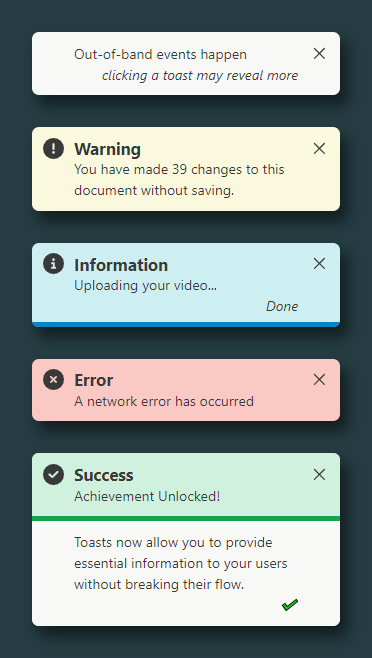 Out-of-band events happen
clicking a toast may reveal more
Warning
You have made 39 changes to this
document without saving.
Information
Uploading your video...
Done
Error
A network error has occurred
Success
Achievement Unlocked!
Toasts now allow you to provide
essential information to your users
without breaking their flow.